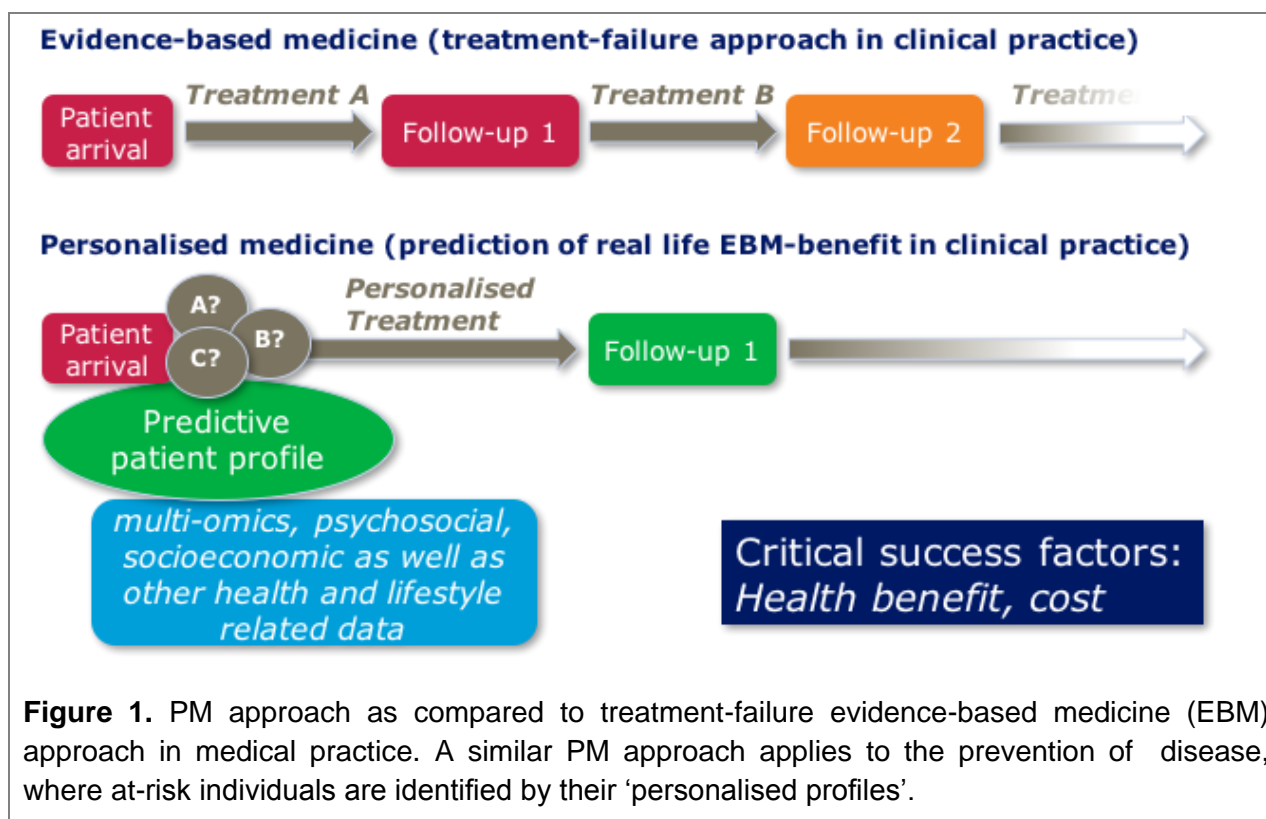 Evidence-based medicine (treatment-failure approach in clinical practice)
Treatment A
Treatment B
Patient
arrival
Follow-up 1
Follow-up 2
Personalised medicine (prediction of real life EBM-benefit in clinical practice)
A?
B?
C?
Personalised
Treatment
Patient
arrival
Follow-up 1
Predictive
patient profile
multi-omics, psychosocial,
socioeconomic as well as
other health and lifestyle
related data
Critical success factors:
Health benefit, cost
Figure 1. PM approach as compared to treatment-failure evidence-based medicine (EBM)
approach in medical practice. A similar PM approach applies to the prevention of disease,
where at-risk individuals are identified by their ‘personalised profiles’.